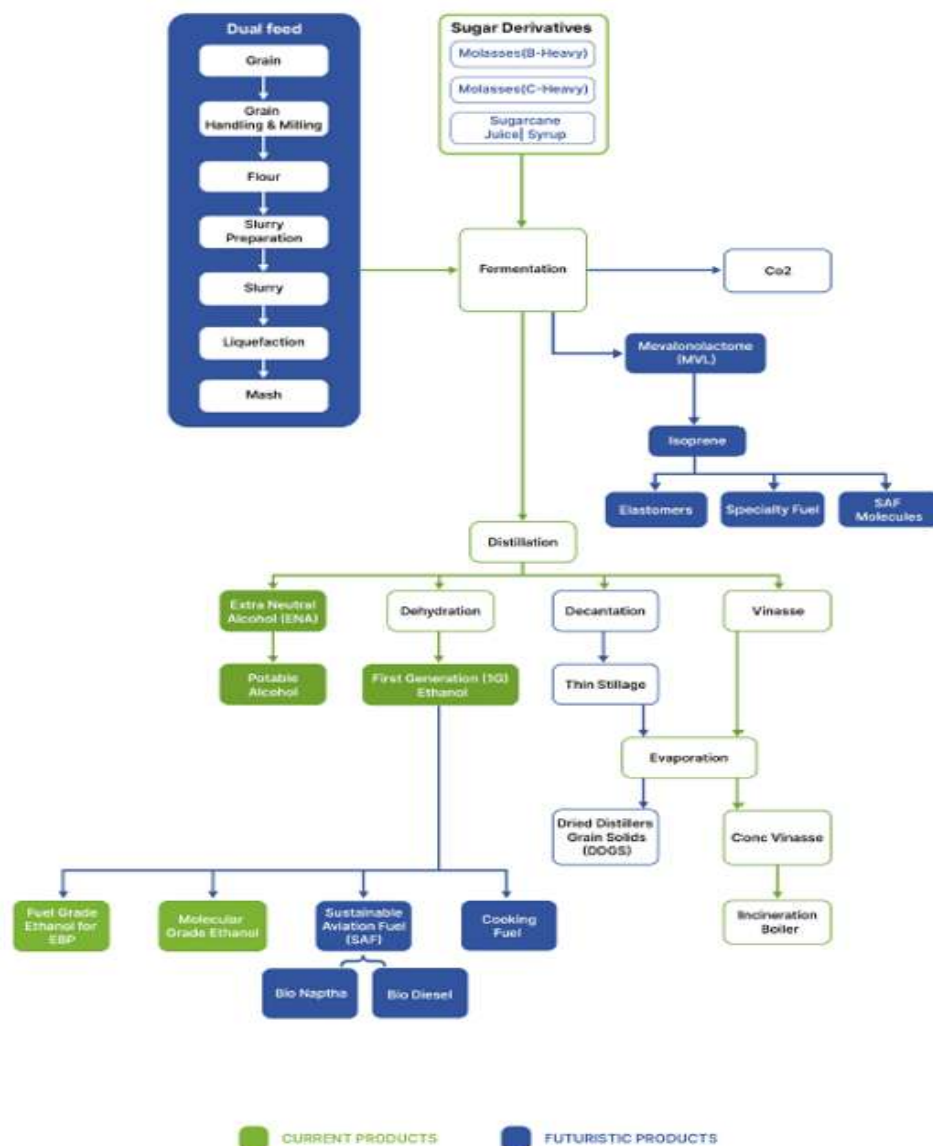 Dual feed
Grain
Grain
Handling & Milling
Flour
Slurry
Preparation
Slurry
Liquefaction
Mash
Sugar Derivatives
Molasses(B-Heavy)
Molasses(C-Heavy)
Sugarcane
Juice| Syrup
Fermentation
Co2
Mevalonolactome
(MVL)
Isoprene
Elastomers
Specialty Fuel
SAF
Molecules
Distillation
Extra Neutral
Alcohol (ENA)
Dehydration
Decantation
Vinasse
Potable
Alcohol
First Generation (1G)
Ethanol
Thin Stillage
Evaporation
Dried Distillers
Grain Solids
(DDGS)
Conc Vinasse
Fuel Grade
Ethanol for
EBP
Molecular
Grade Ethanol
Sustainable
Aviation Fuel
(SAF)
Cooking
Fuel
Incineration
Boiler
Bio Naptha
Bio Diesel
CURRENT PRODUCTS
FUTURISTIC PRODUCTS